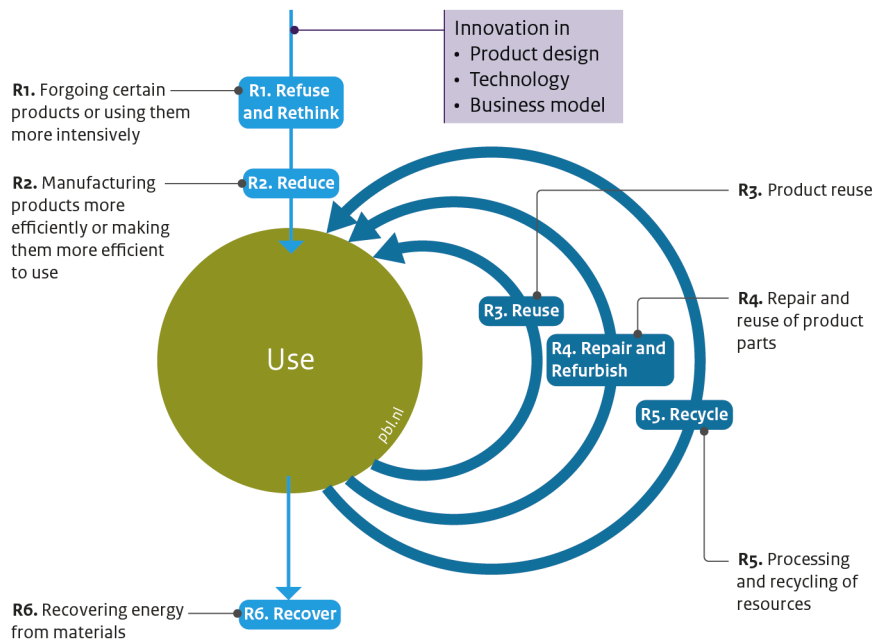 Innovation in
• Product design
• Technology
• Business model
R1. Forgoing certain
products or using them
more intensively
R1. Refuse
and Rethink
R2. Manufacturing
products more
efficiently or making
them more efficient
to use
R2. Reduce
R3. Product reuse
R3. Reuse
R4. Repair and
reuse of product
parts
R4. Repair and
Refurbish
Use
pbl.nl
R5. Recycle
R5. Processing
and recycling of
resources
R6. Recovering energy
from materials
R6. Recover